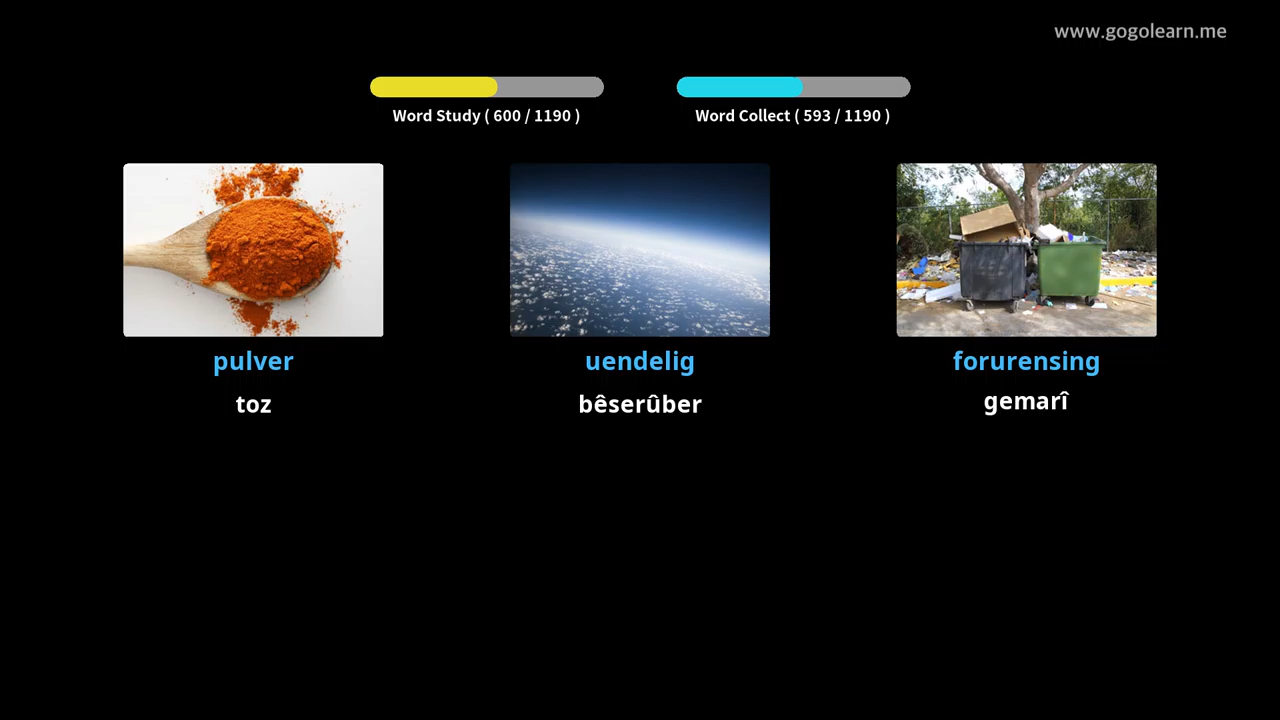 www.gogolearn.me
Word Study ( 600 / 1190 )
Word Collect ( 593 / 1190 )
pulver
toz
uendelig
bêserûber
forurensing
gemarî